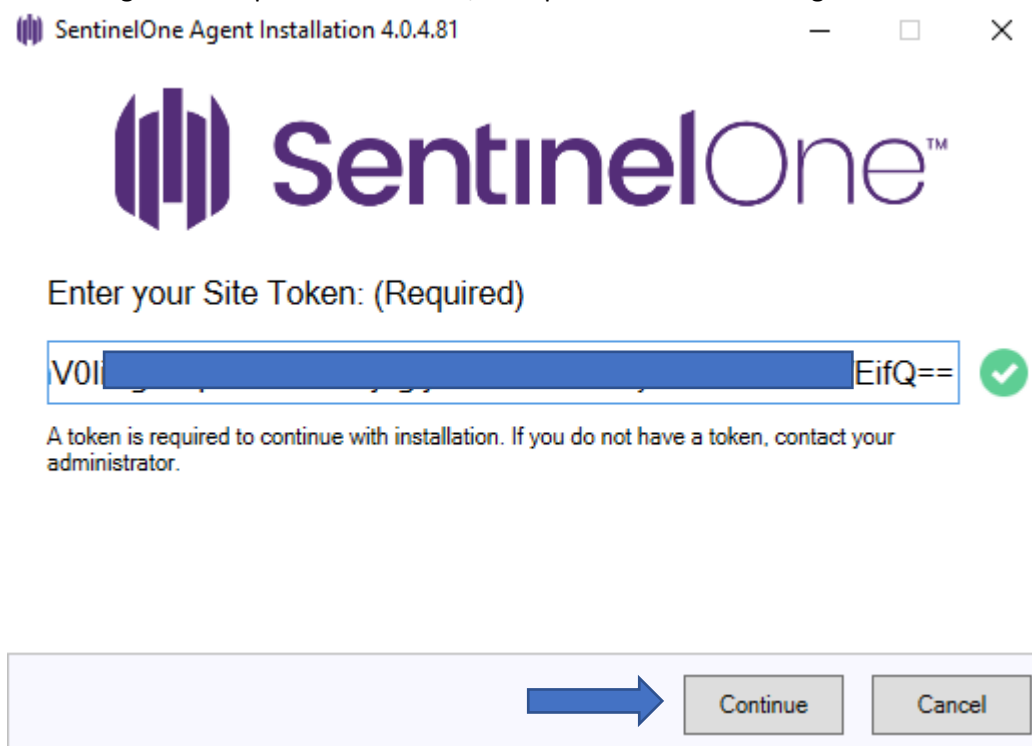 SentinelOne Agent Installation 4.0.4.81
SentinelOne™
Enter your Site Token: (Required)
V0li EifQ==
A token is required to continue with installation. If you do not have a token, contact your
administrator.
Continue
Cancel